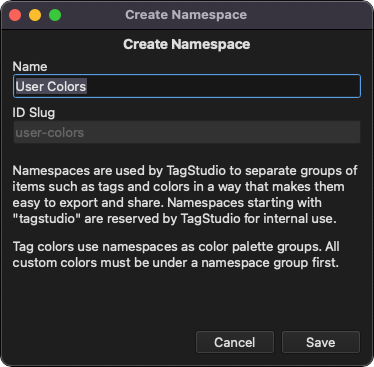 Create Namespace
Create Namespace
Name
User Colors
ID Slug
user-colors
Namespaces are used by TagStudio to separate groups of
items such as tags and colors in a way that makes them
easy to export and share. Namespaces starting with
"tagstudio" are reserved by TagStudio for internal use.
Tag colors use namespaces as color palette groups. All
custom colors must be under a namespace group first.
Cancel
Save